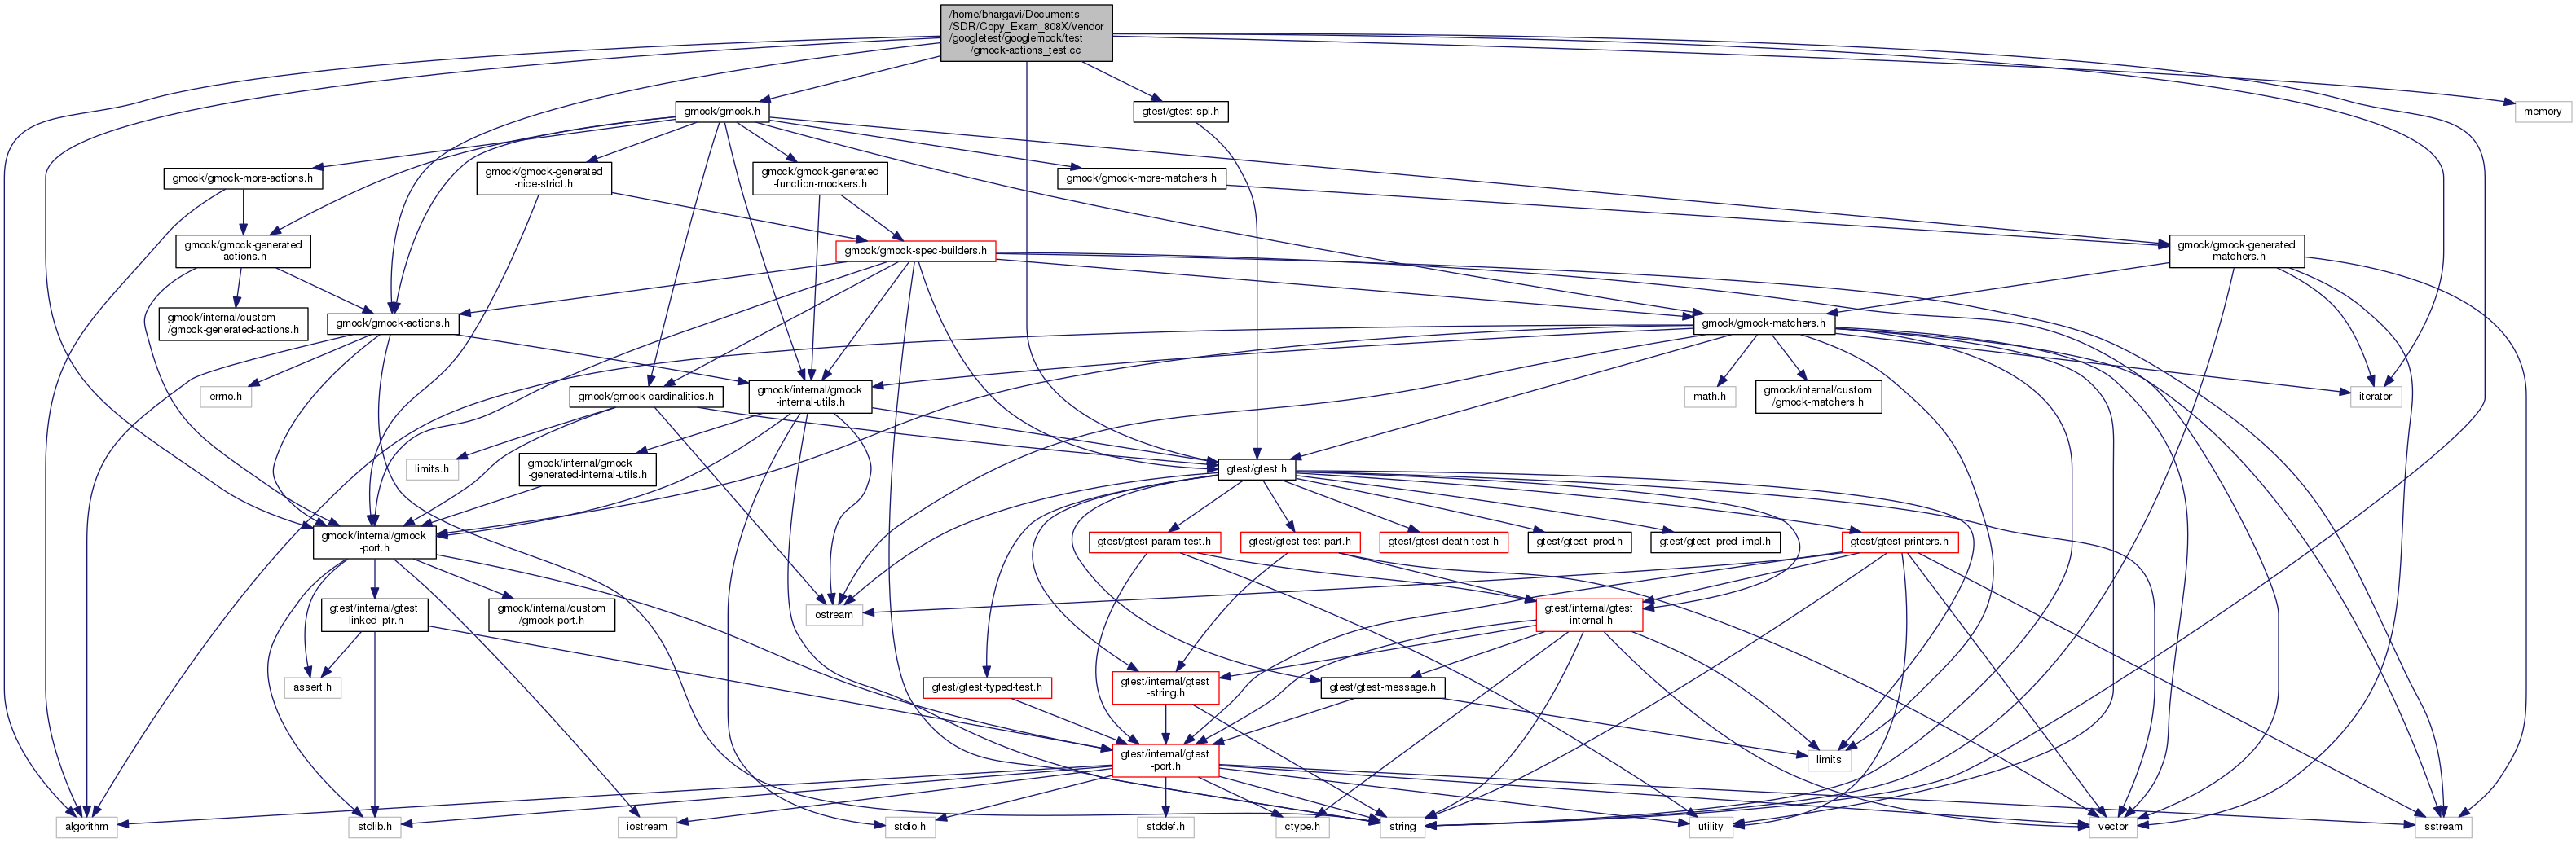 /home/bhargavi/Documents
/SDR/Copy_Exam_808X/vendor
/googletest/googlemock/test
/gmock-actions_test.cc
gmock/gmock.h
gtest/gtest-spi.h
memory
gmock/gmock-more-actions.h
gmock/gmock-generated
-nice-strict.h
gmock/gmock-generated
-function-mockers.h
gmock/gmock-more-matchers.h
gmock/gmock-generated
-actions.h
gmock/gmock-spec-builders.h
gmock/gmock-generated
-matchers.h
gmock/internal/custom
/gmock-generated-actions.h
gmock/gmock-actions.h
gmock/gmock-matchers.h
errno.h
gmock/gmock-cardinalities.h
gmock/internal/gmock
-internal-utils.h
math.h
gmock/internal/custom
/gmock-matchers.h
iterator
limits.h
gmock/internal/gmock
-generated-internal-utils.h
gtest/gtest.h
gmock/internal/gmock
-port.h
gtest/gtest-param-test.h
gtest/gtest-test-part.h
gtest/gtest-death-test.h
gtest/gtest_prod.h
gtest/gtest_pred_impl.h
gtest/gtest-printers.h
gtest/internal/gtest
-linked_ptr.h
gmock/internal/custom
/gmock-port.h
ostream
gtest/internal/gtest
-internal.h
assert.h
gtest/gtest-typed-test.h
gtest/internal/gtest
-string.h
gtest/gtest-message.h
gtest/internal/gtest
-port.h
limits
algorithm
stdlib.h
iostream
stdio.h
stddef.h
ctype.h
string
utility
vector
sstream